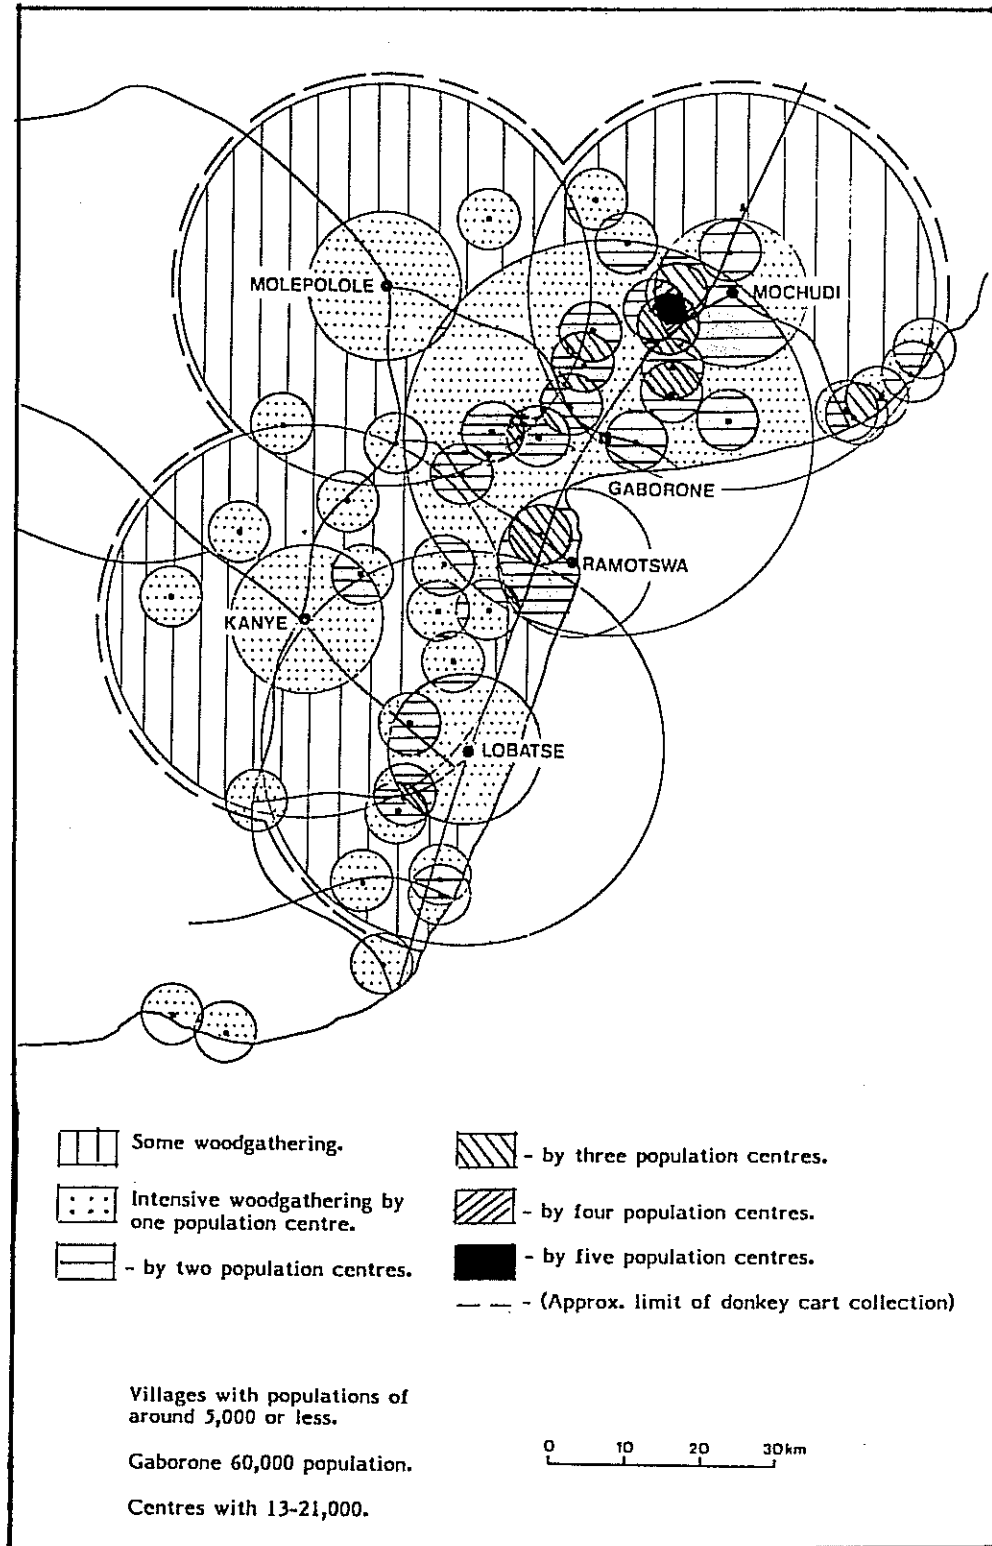 MOLEPOLOLE
MOCHUDI
GABORONE
RAMOTSWA
KANYE
LOBATSE
Some woodgathering.
Intensive woodgathering by
one population centre.
- by two population centres.
- by three population centres.
- by four population centres.
- by five population centres.
- (Approx. limit of donkey cart collection)
Villages with populations of
around 5,000 or less.
Gaborone 60,000 population.
Centres with 13-21,000.
0 10 20 30km